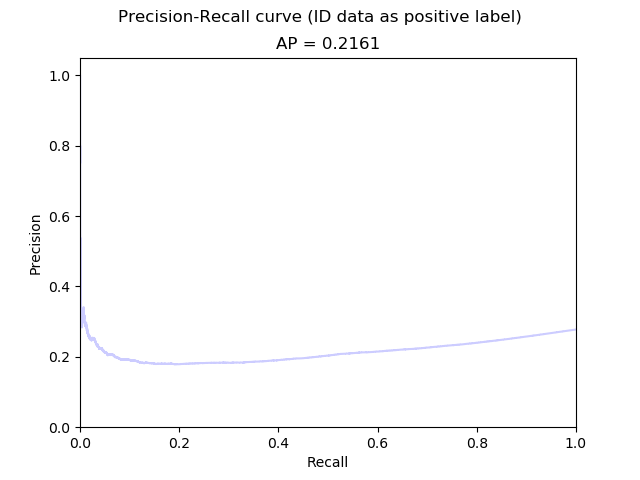 Precision-Recall curve (ID data as positive label)
AP = 0.2161
1.0
0.8
0.6
0.4
0.2
0.0
Precision
0.0 0.2 0.4 0.6 0.8 1.0
Recall